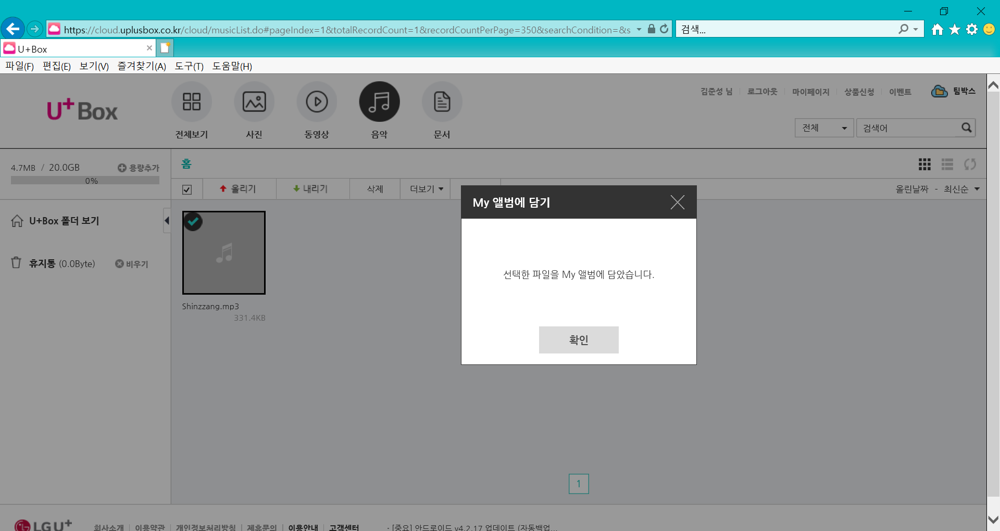 https://cloud.uplusbox.co.kr/cloud/musicList.do#pageIndex=1&totalRecordCount=1&recordCountPerPage=350&searchCondition=&s
검색...
U+Box
파일(F) 편집(E) 보기(V) 즐겨찾기(A) 도구(T) 도움말(H)
U+ Box
전체보기 사진 동영상 음악 문서
김준성 님 로그아웃 마이페이지 상품신청 이벤트 팀박스
전체 검색어
4.7MB / 20.0GB 용량추가
0%
홈
올리기 내리기 삭제 더보기
올린날짜 - 최신순
U+Box 폴더 보기
휴지통 (0.0Byte) 비우기
Shinzzang.mp3
331.4KB
My 앨범에 담기
선택한 파일을 My 앨범에 담았습니다.
확인
1
LG U+
회사소개 이용약관 개인정보처리방침 제휴문의 이용안내 고객센터
- [중요] 안드로이드 v4.2.17 업데이트 (자동백업...